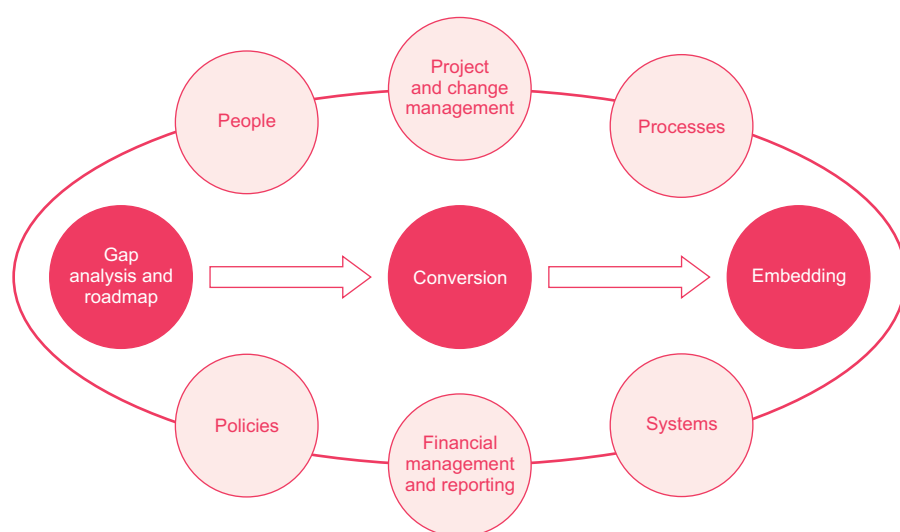 Project
and change
management
People
Processes
Gap
analysis and
roadmap
Conversion
Embedding
Policies
Financial
management
and reporting
Systems